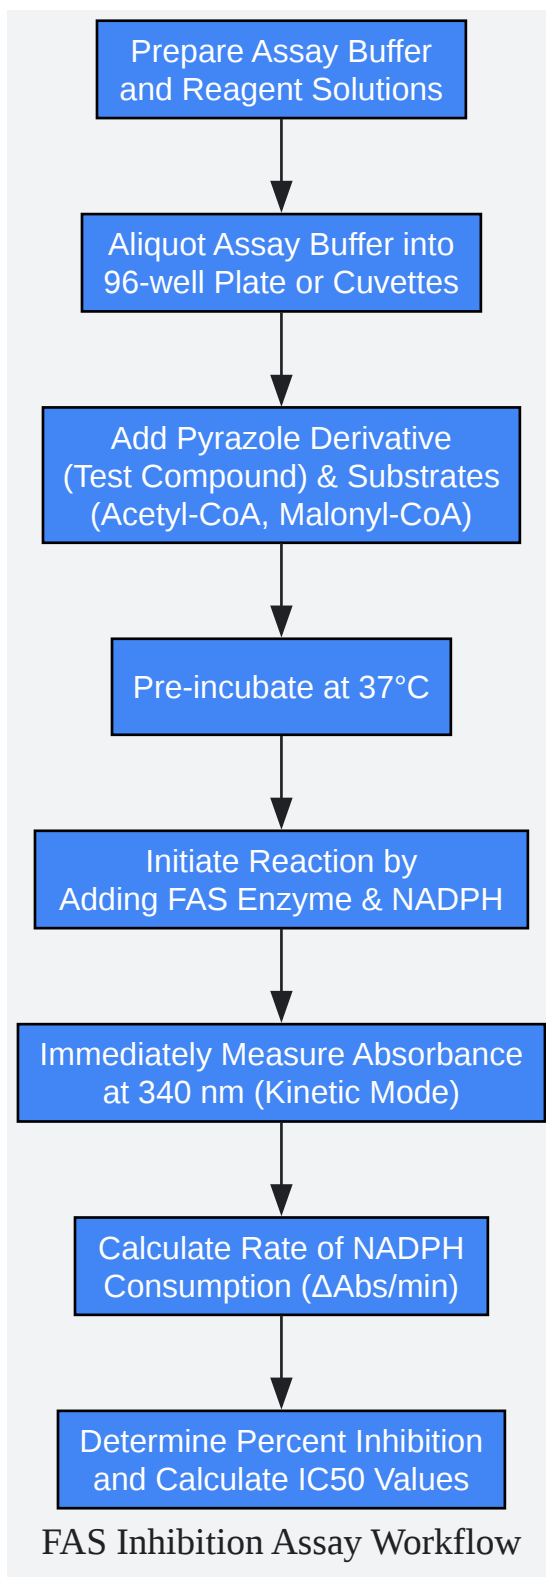 Prepare Assay Buffer
and Reagent Solutions
Aliquot Assay Buffer into
96-well Plate or Cuvettes
Add Pyrazole Derivative
(Test Compound) & Substrates
(Acetyl-CoA, Malonyl-CoA)
Pre-incubate at 37°C
Initiate Reaction by
Adding FAS Enzyme & NADPH
Immediately Measure Absorbance
at 340 nm (Kinetic Mode)
Calculate Rate of NADPH
Consumption (ΔAbs/min)
Determine Percent Inhibition
and Calculate IC50 Values
FAS Inhibition Assay Workflow